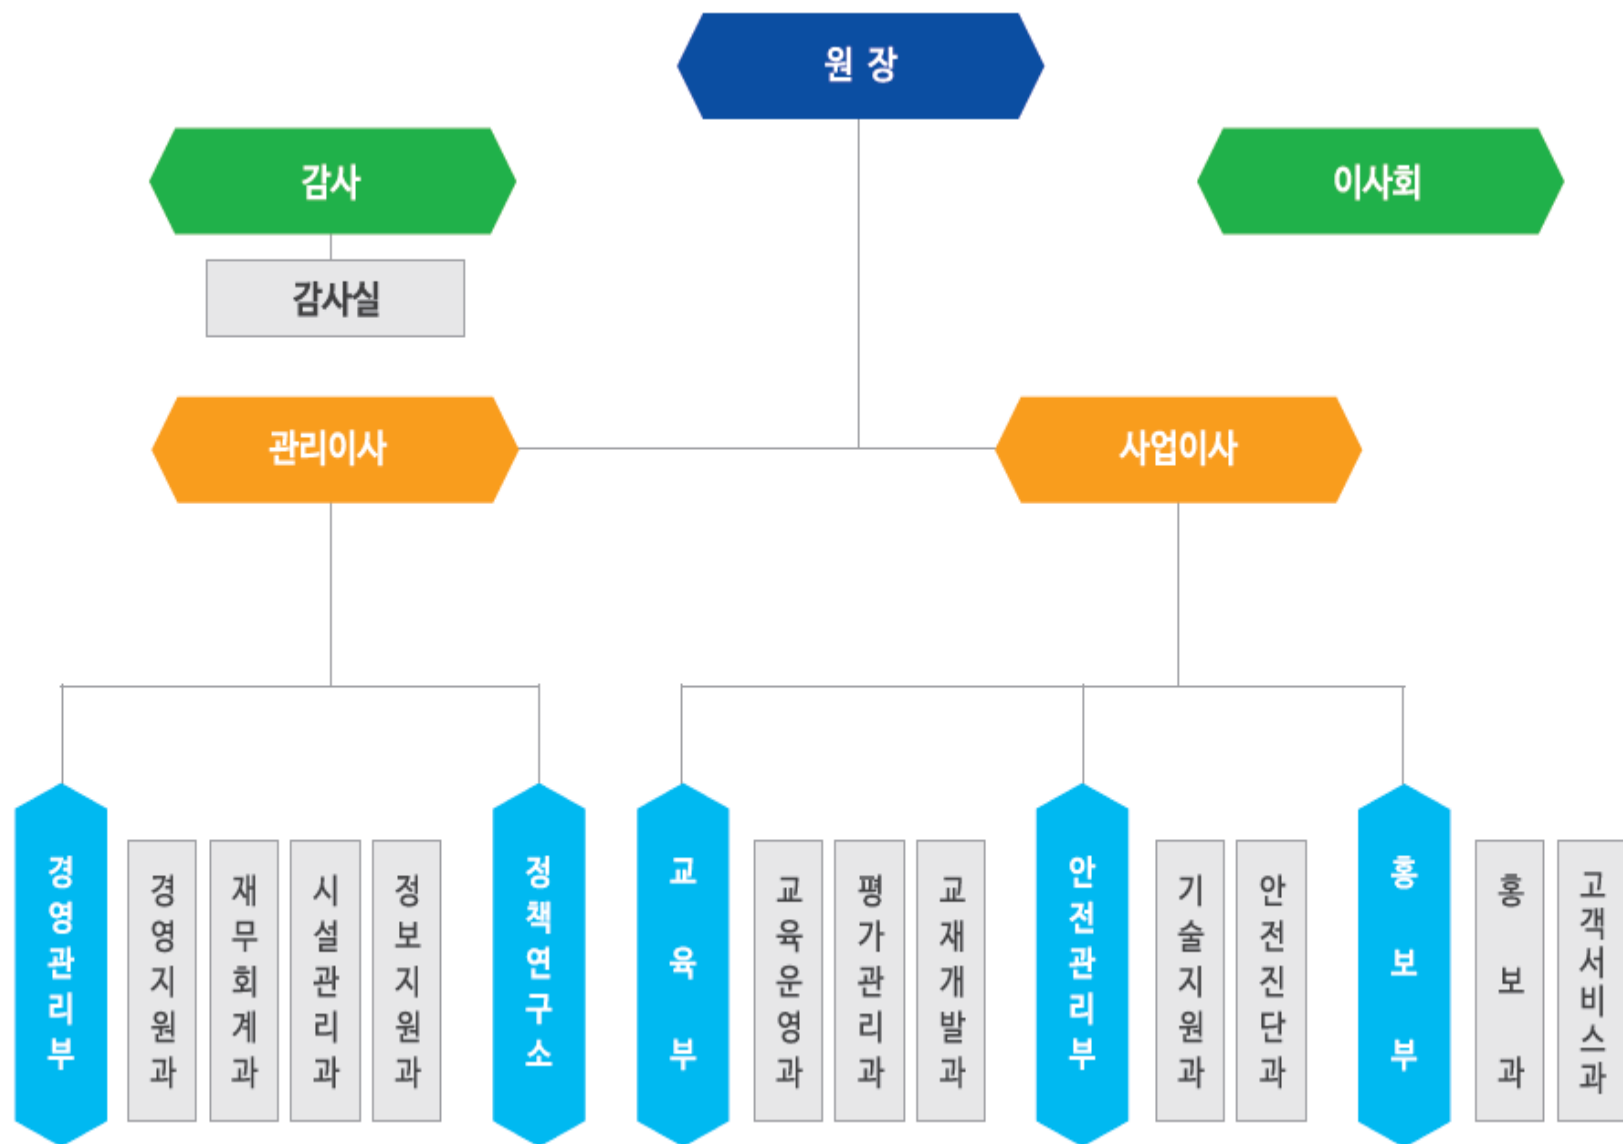 원 장
감사
이사회
감사실
관리이사
사업이사
경영관리부
경영지원과
재무회계과
시설관리과
정보지원과
정책연구소
교육부
교육운영과
평가관리과
교재개발과
안전관리부
기술지원과
안전진단과
홍보부
홍보과
고객서비스과